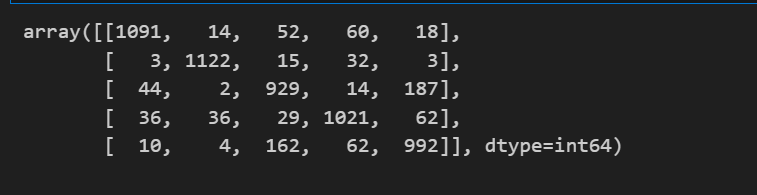 array([[1091, 14, 52, 60, 18],
[ 3, 1122, 15, 32, 3],
[ 44, 2, 929, 14, 187],
[ 36, 36, 29, 1021, 62],
[ 10, 4, 162, 62, 992]], dtype=int64)